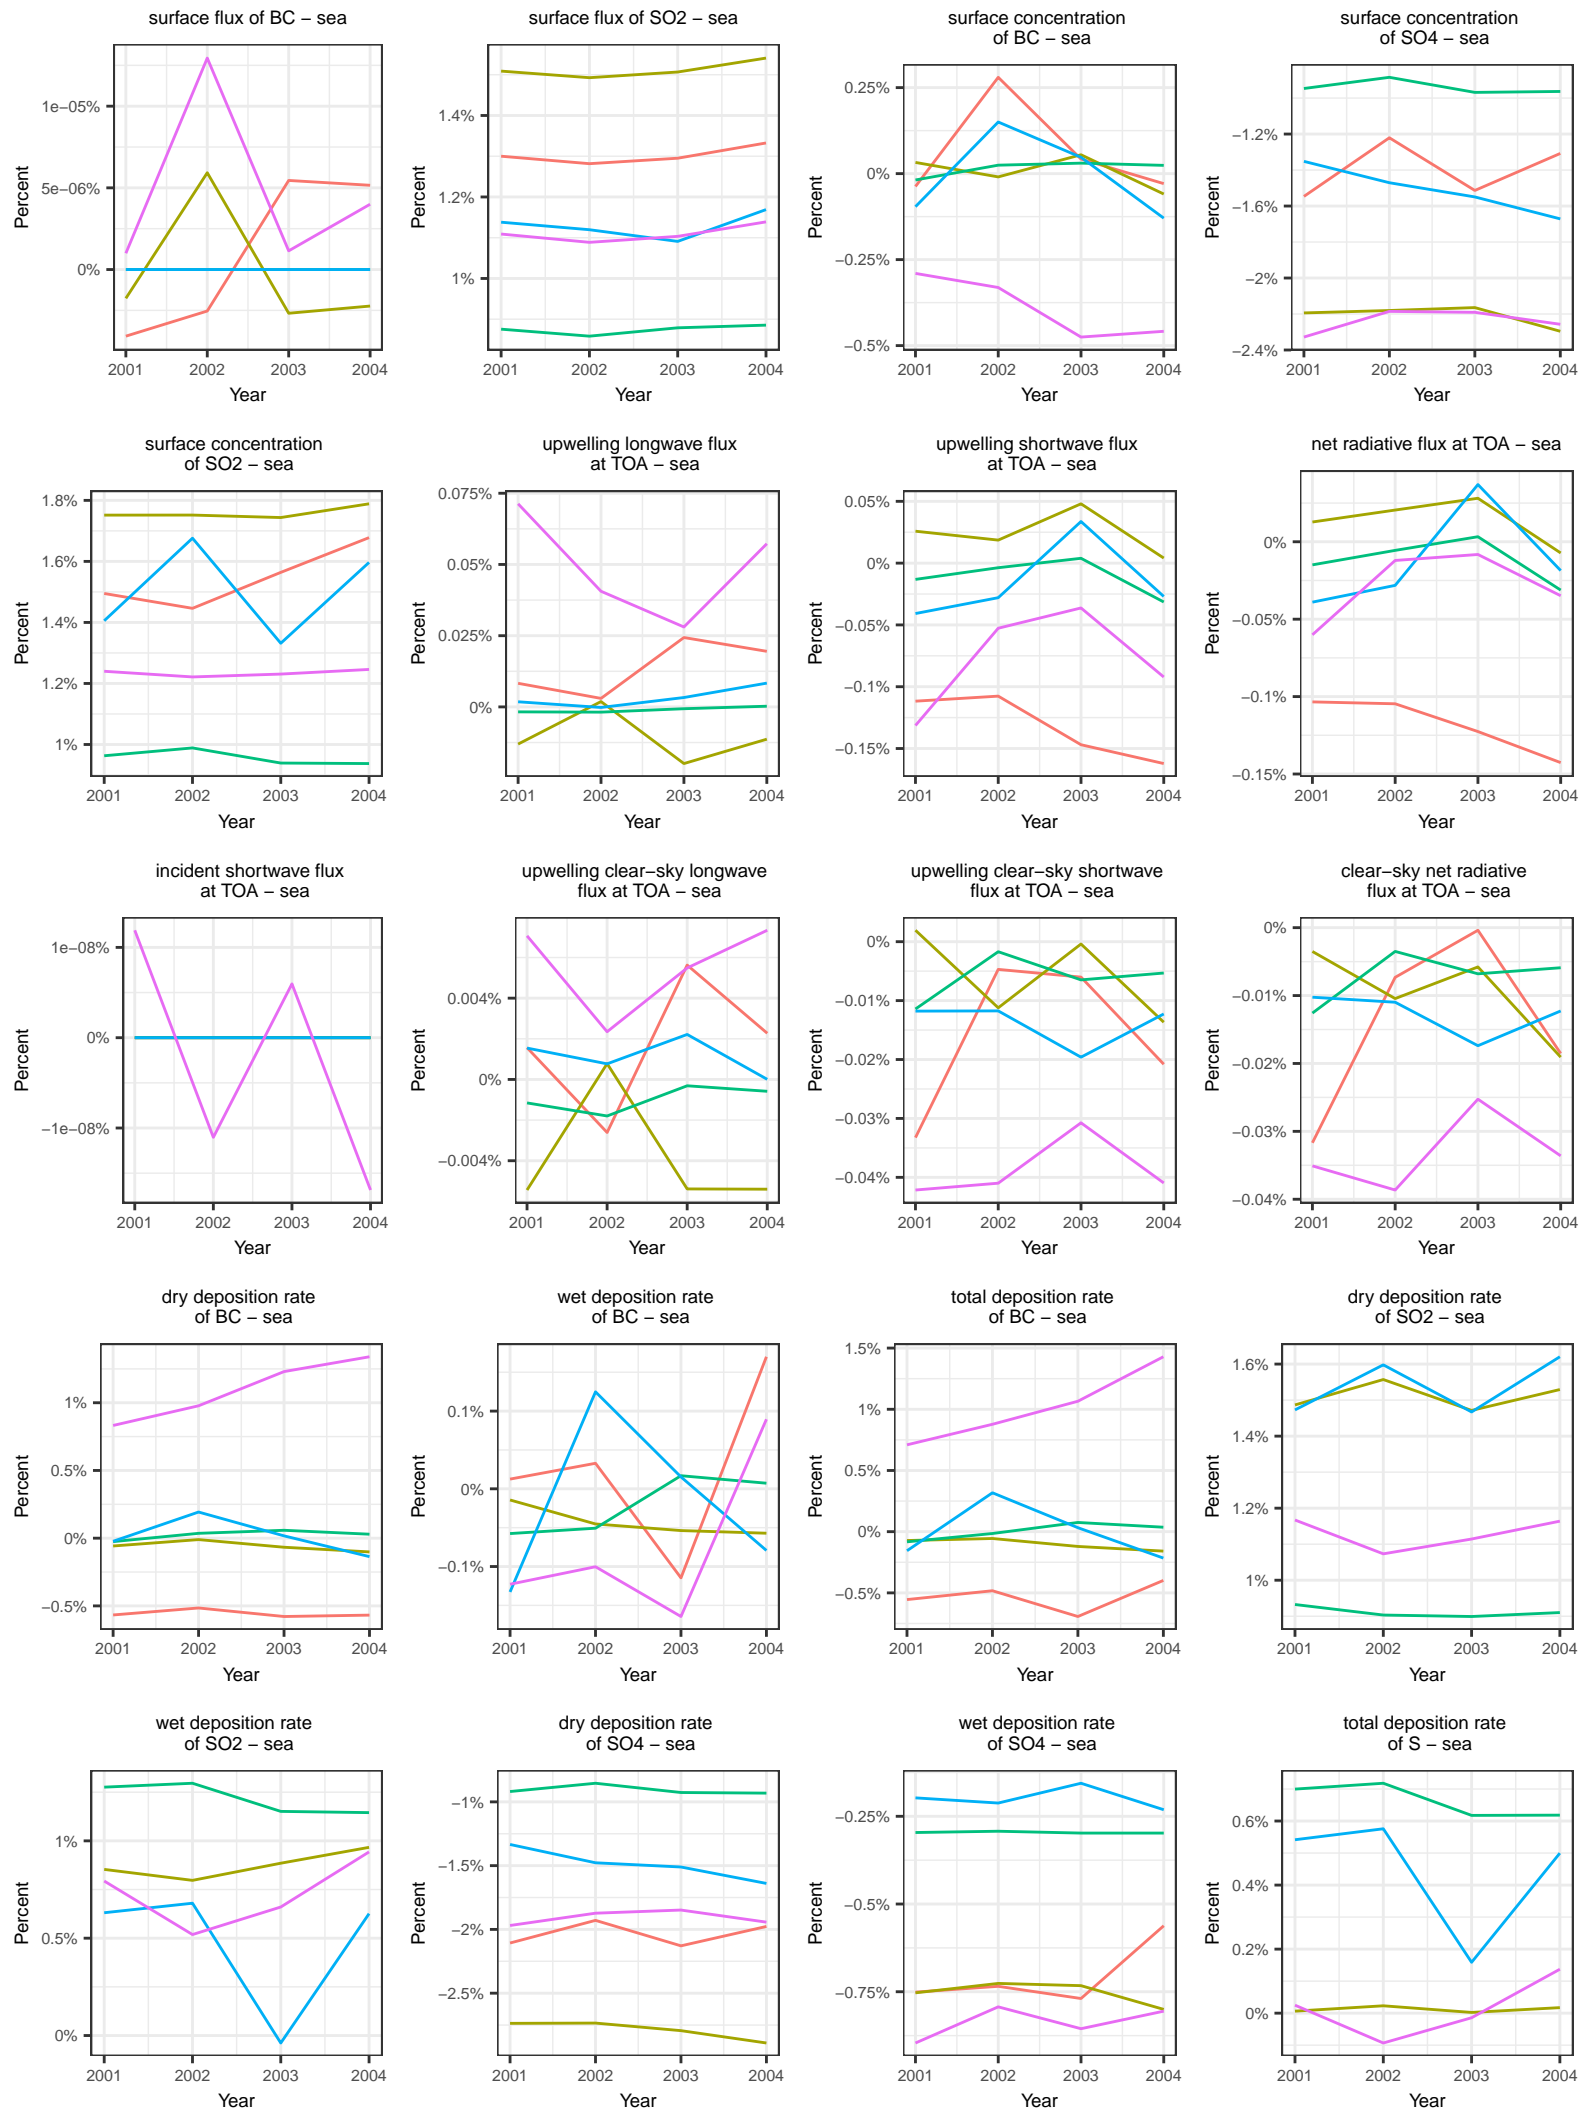 surface flux of BC − sea
1e−05%
5e−06%
0%
Percent
2001 2002 2003 2004
Year
surface flux of SO2 − sea
1.4%
1.2%
1%
Percent
2001 2002 2003 2004
Year
surface concentration
of BC − sea
0.25%
0%
−0.25%
−0.5%
Percent
2001 2002 2003 2004
Year
surface concentration
of SO4 − sea
−1.2%
−1.6%
−2%
−2.4%
Percent
2001 2002 2003 2004
Year
surface concentration
of SO2 − sea
1.8%
1.6%
1.4%
1.2%
1%
Percent
2001 2002 2003 2004
Year
upwelling longwave flux
at TOA − sea
0.075%
0.05%
0.025%
0%
Percent
2001 2002 2003 2004
Year
upwelling shortwave flux
at TOA − sea
0.05%
0%
−0.05%
−0.1%
−0.15%
Percent
2001 2002 2003 2004
Year
net radiative flux at TOA − sea
0%
−0.05%
−0.1%
−0.15%
Percent
2001 2002 2003 2004
Year
incident shortwave flux
at TOA − sea
1e−08%
0%
−1e−08%
Percent
2001 2002 2003 2004
Year
upwelling clear−sky longwave
flux at TOA − sea
0.004%
0%
−0.004%
Percent
2001 2002 2003 2004
Year
upwelling clear−sky shortwave
flux at TOA − sea
0%
−0.01%
−0.02%
−0.03%
−0.04%
Percent
2001 2002 2003 2004
Year
clear−sky net radiative
flux at TOA − sea
0%
−0.01%
−0.02%
−0.03%
−0.04%
Percent
2001 2002 2003 2004
Year
dry deposition rate
of BC − sea
1%
0.5%
0%
−0.5%
Percent
2001 2002 2003 2004
Year
wet deposition rate
of BC − sea
0.1%
0%
−0.1%
Percent
2001 2002 2003 2004
Year
total deposition rate
of BC − sea
1.5%
1%
0.5%
0%
−0.5%
Percent
2001 2002 2003 2004
Year
dry deposition rate
of SO2 − sea
1.6%
1.4%
1.2%
1%
Percent
2001 2002 2003 2004
Year
wet deposition rate
of SO2 − sea
1%
0.5%
0%
Percent
2001 2002 2003 2004
Year
dry deposition rate
of SO4 − sea
−1%
−1.5%
−2%
−2.5%
Percent
2001 2002 2003 2004
Year
wet deposition rate
of SO4 − sea
−0.25%
−0.5%
−0.75%
Percent
2001 2002 2003 2004
Year
total deposition rate
of S − sea
0.6%
0.4%
0.2%
0%
Percent
2001 2002 2003 2004
Year